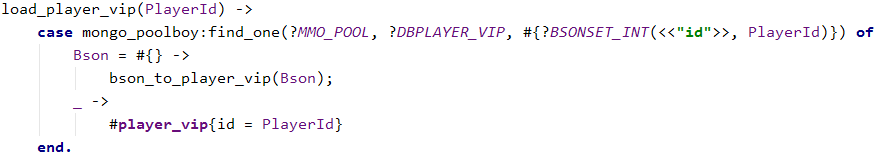 load_player_vip(PlayerId) ->
case mongo_poolboy:find_one(?MMO_POOL, ?DBPLAYER_VIP, #{?BSONSET_INT(<<"id">>, PlayerId)}) of
Bson = #{} ->
bson_to_player_vip(Bson);
_ ->
#player_vip{id = PlayerId}
end.